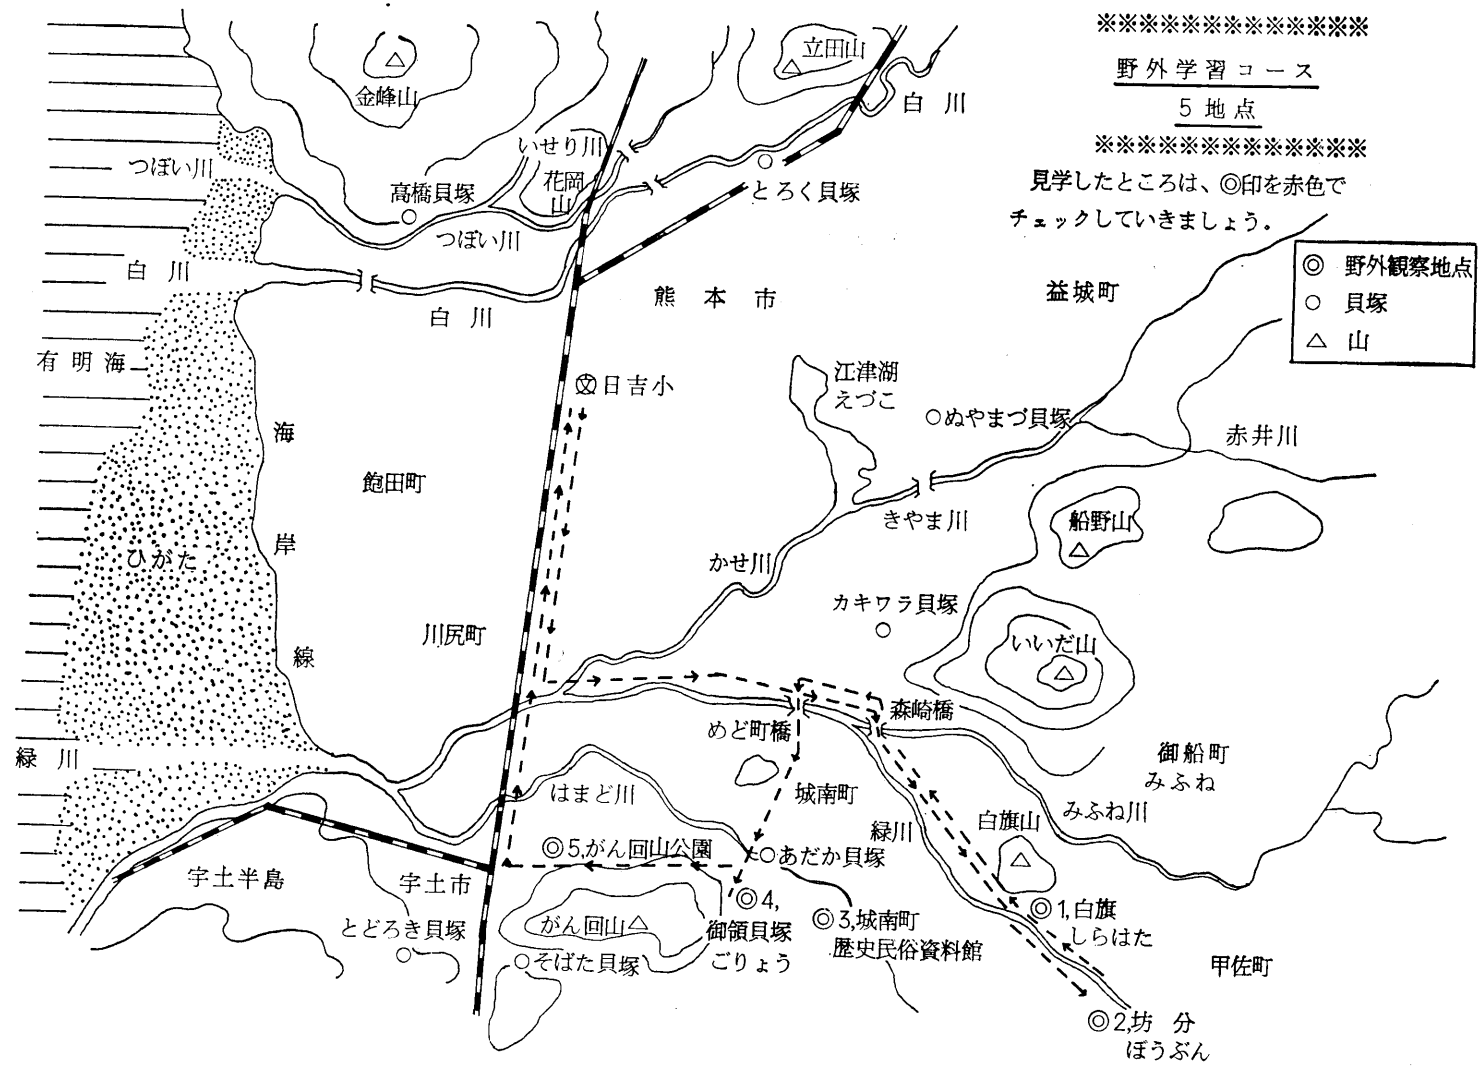 ※※※※※※※※※※※※※
野外学習コース
5地点
※※※※※※※※※※※※※
見学したところは、◎印を赤色で
チェックしていきましょう。
◎ 野外観察地点
○ 貝塚
△ 山
金峰山
立田山
白川
いせり川
花岡
山
つぼい川
高橋貝塚
つぼい川
とろく貝塚
白川
白川
熊本市
益城町
有明海
日吉小
江津湖
えづこ
ぬやまづ貝塚
赤井川
海岸線
飽田町
きやま川
船野山
ひがた
かせ川
カキワラ貝塚
川尻町
いいだ山
森崎橋
めど町橋
御船町
みふね
緑川
はまど川
城南町
緑川
白旗山
みふね川
◎5,がん回山公園
あだか貝塚
宇土半島
宇土市
とどろき貝塚
がん回山
そばた貝塚
◎4,
御領貝塚
ごりょう
◎3,城南町
歴史民俗資料館
◎1,白旗
しらはた
甲佐町
◎2,坊分
ぼうぶん